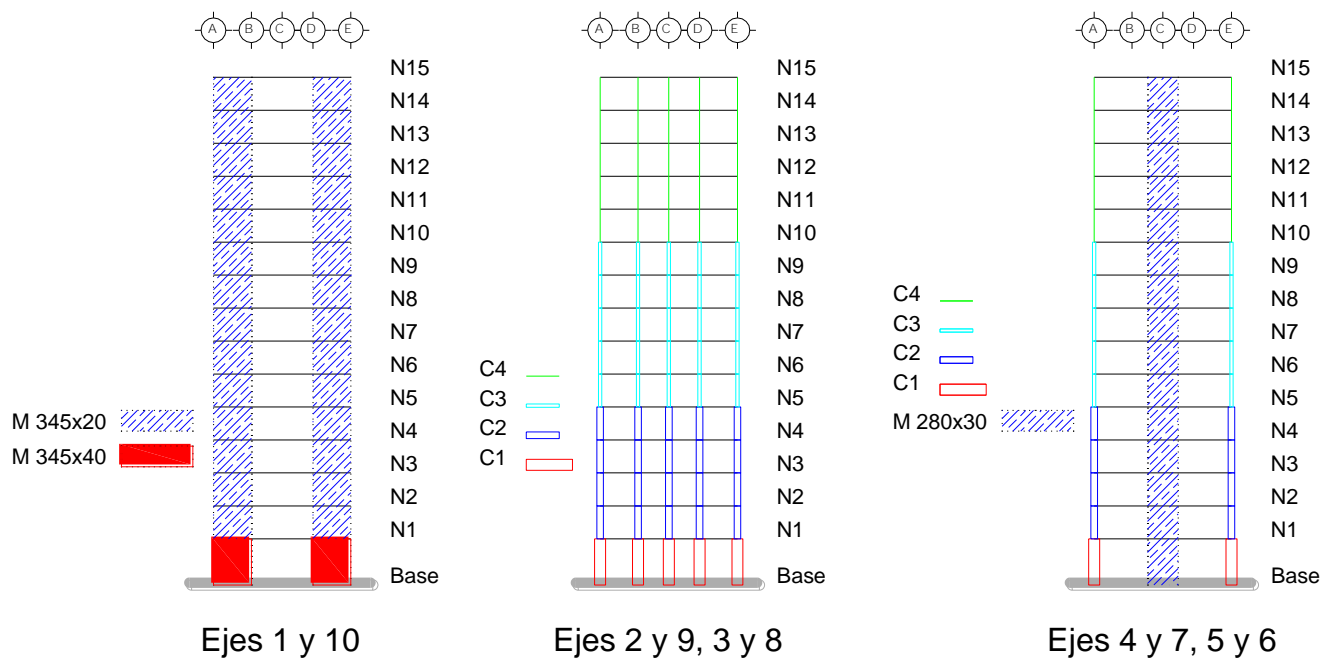 A B C D E
N15
N14
N13
N12
N11
N10
N9
N8
N7
N6
N5
N4
N3
N2
N1
Base
M 345x20
M 345x40
Ejes 1 y 10
A B C D E
N15
N14
N13
N12
N11
N10
N9
N8
N7
N6
N5
N4
N3
N2
N1
Base
C4
C3
C2
C1
Ejes 2 y 9, 3 y 8
A B C D E
N15
N14
N13
N12
N11
N10
N9
N8
N7
N6
N5
N4
N3
N2
N1
Base
C4
C3
C2
C1
M 280x30
Ejes 4 y 7, 5 y 6